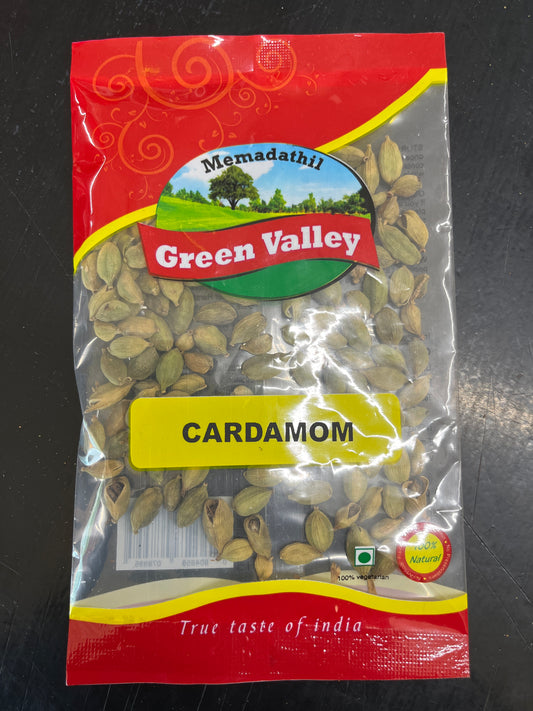 Memadathil
Green Valley
CARDAMOM
100%
Natural
100% vegetarian
True taste of india